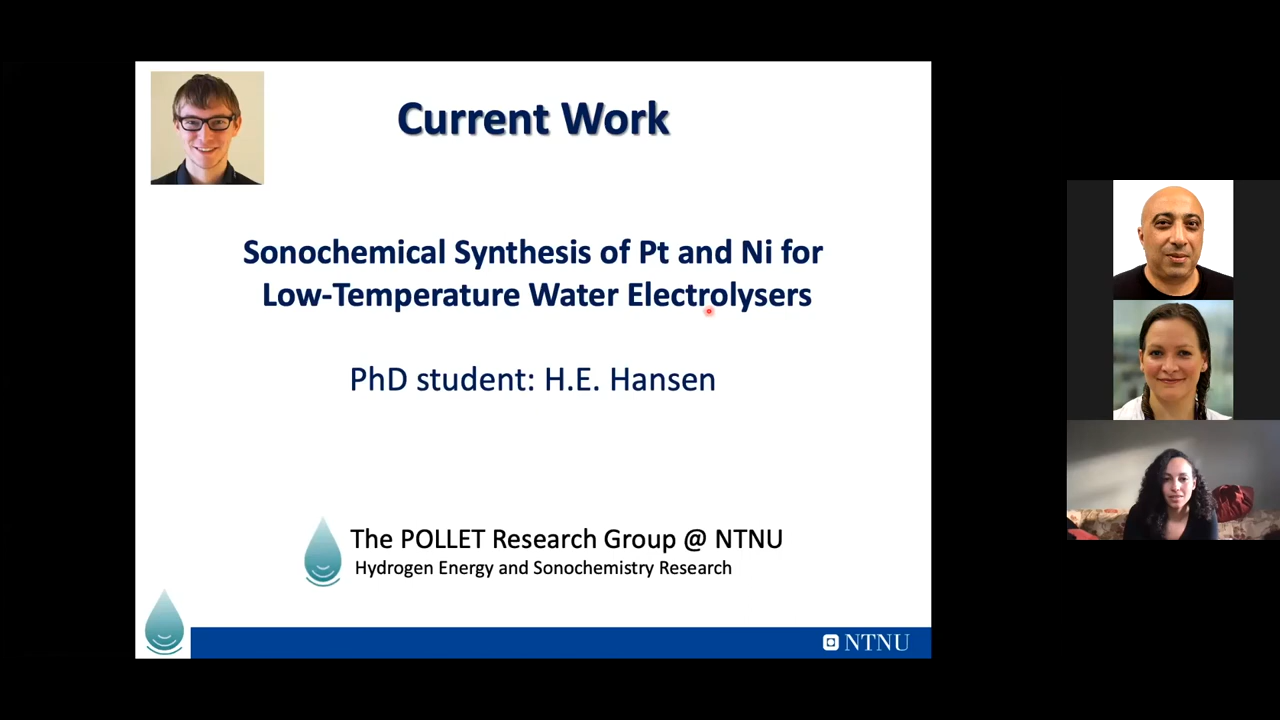 Current Work
Sonochemical Synthesis of Pt and Ni for
Low-Temperature Water Electrolysers
PhD student: H.E. Hansen
The POLLET Research Group @ NTNU
Hydrogen Energy and Sonochemistry Research
NTNU